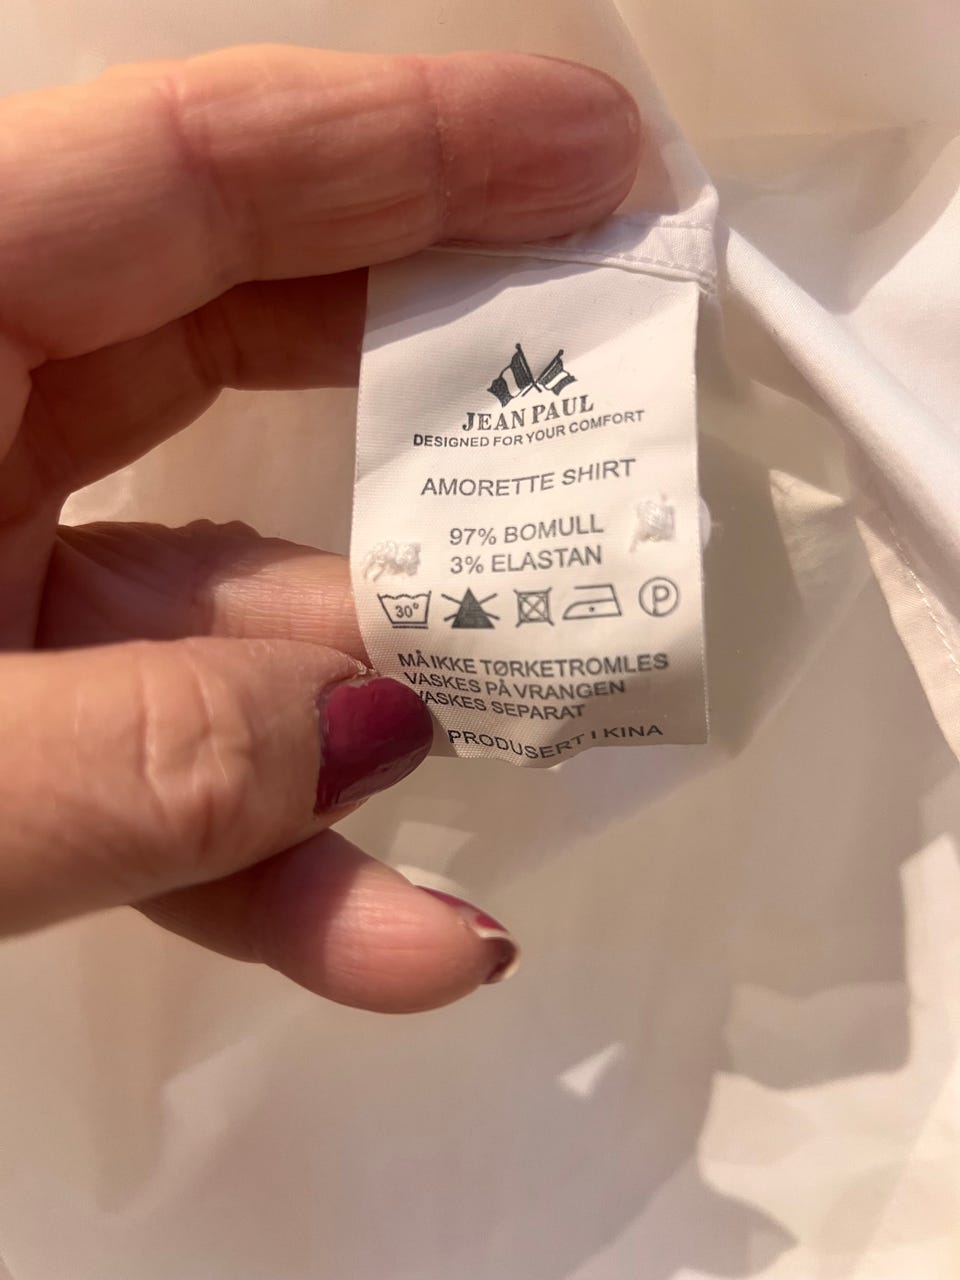 JEAN PAUL
DESIGNED FOR YOUR COMFORT
AMORETTE SHIRT
97% BOMULL
3% ELASTAN
30° P
MÅ IKKE TØRKETROMLES
VASKES PÅ VRANGEN
VASKES SEPARAT
PRODUSERT I KINA